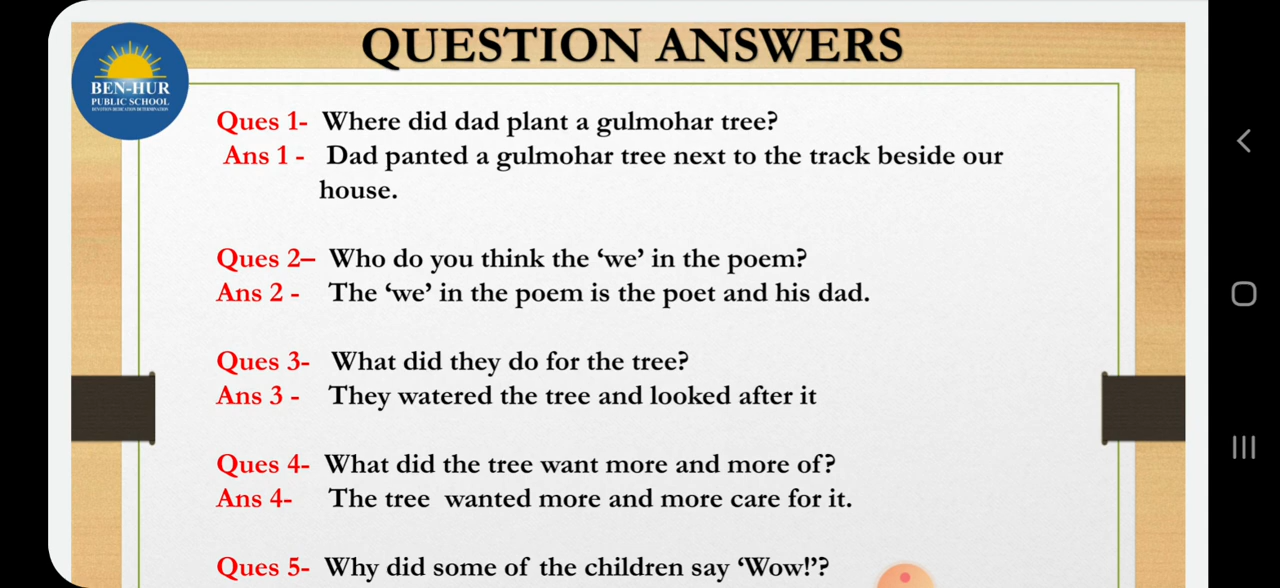 QUESTION ANSWERS
BEN-HUR
PUBLIC SCHOOL
Ques 1- Where did dad plant a gulmohar tree?
Ans 1 - Dad panted a gulmohar tree next to the track beside our
house.
Ques 2– Who do you think the ‘we’ in the poem?
Ans 2 - The ‘we’ in the poem is the poet and his dad.
Ques 3- What did they do for the tree?
Ans 3 - They watered the tree and looked after it
Ques 4- What did the tree want more and more of?
Ans 4- The tree wanted more and more care for it.
Ques 5- Why did some of the children say ‘Wow!’?